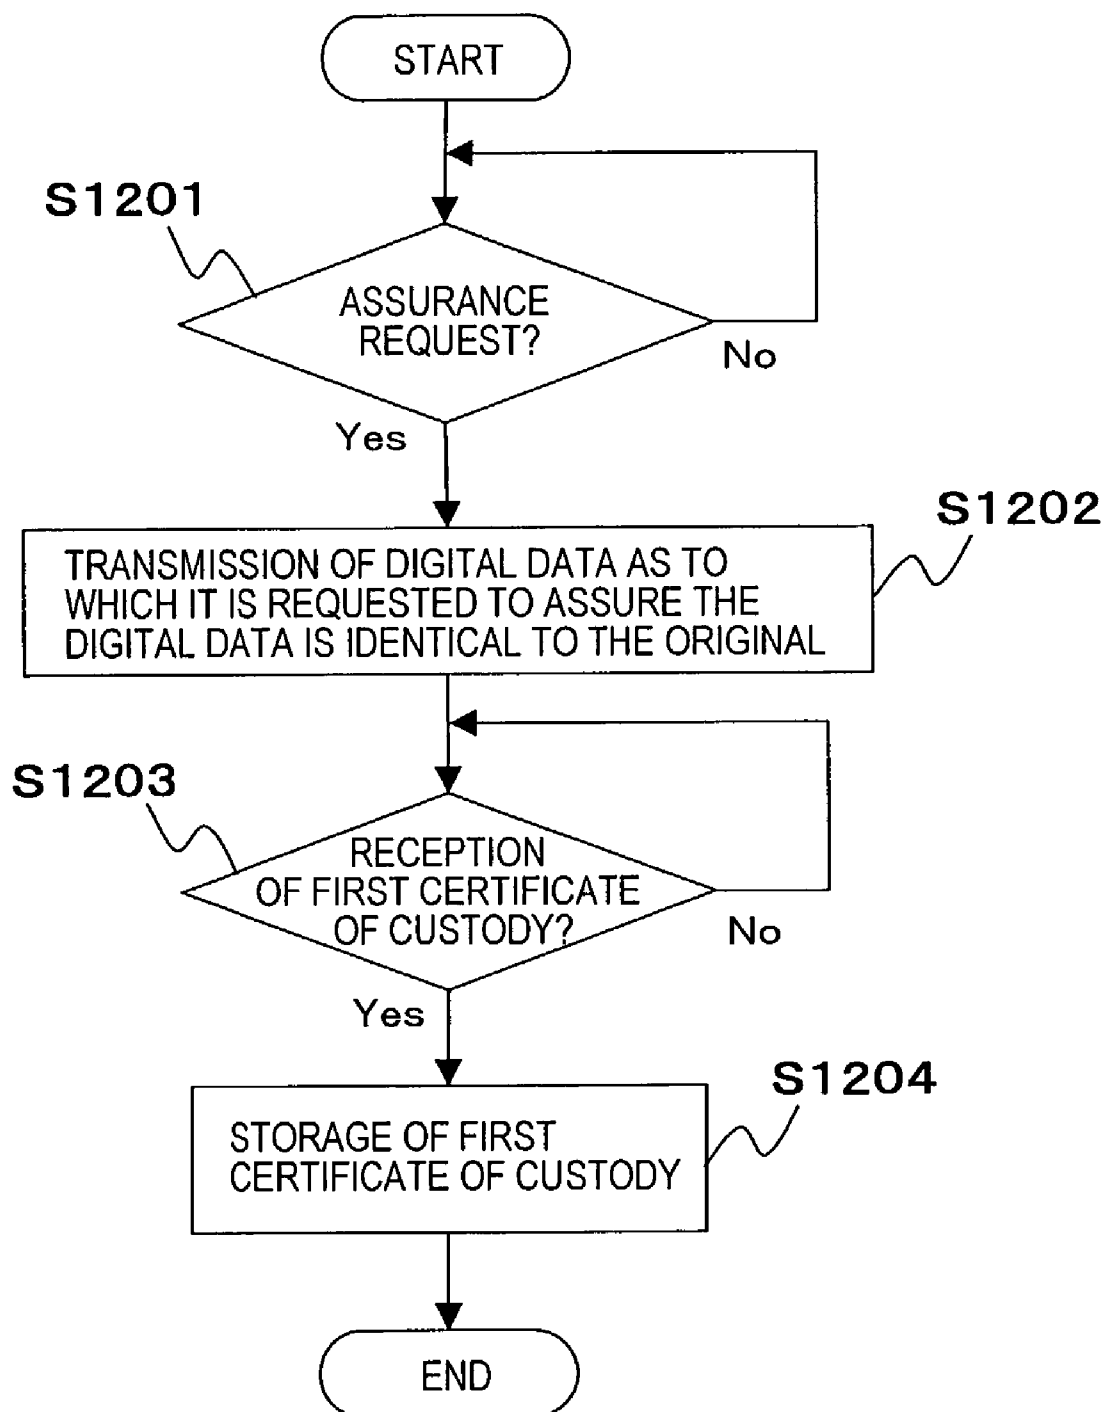 START
S1201
ASSURANCE
REQUEST?
No
Yes
S1202
TRANSMISSION OF DIGITAL DATA AS TO
WHICH IT IS REQUESTED TO ASSURE THE
DIGITAL DATA IS IDENTICAL TO THE ORIGINAL
S1203
RECEPTION
OF FIRST CERTIFICATE
OF CUSTODY?
No
Yes
S1204
STORAGE OF FIRST
CERTIFICATE OF CUSTODY
END